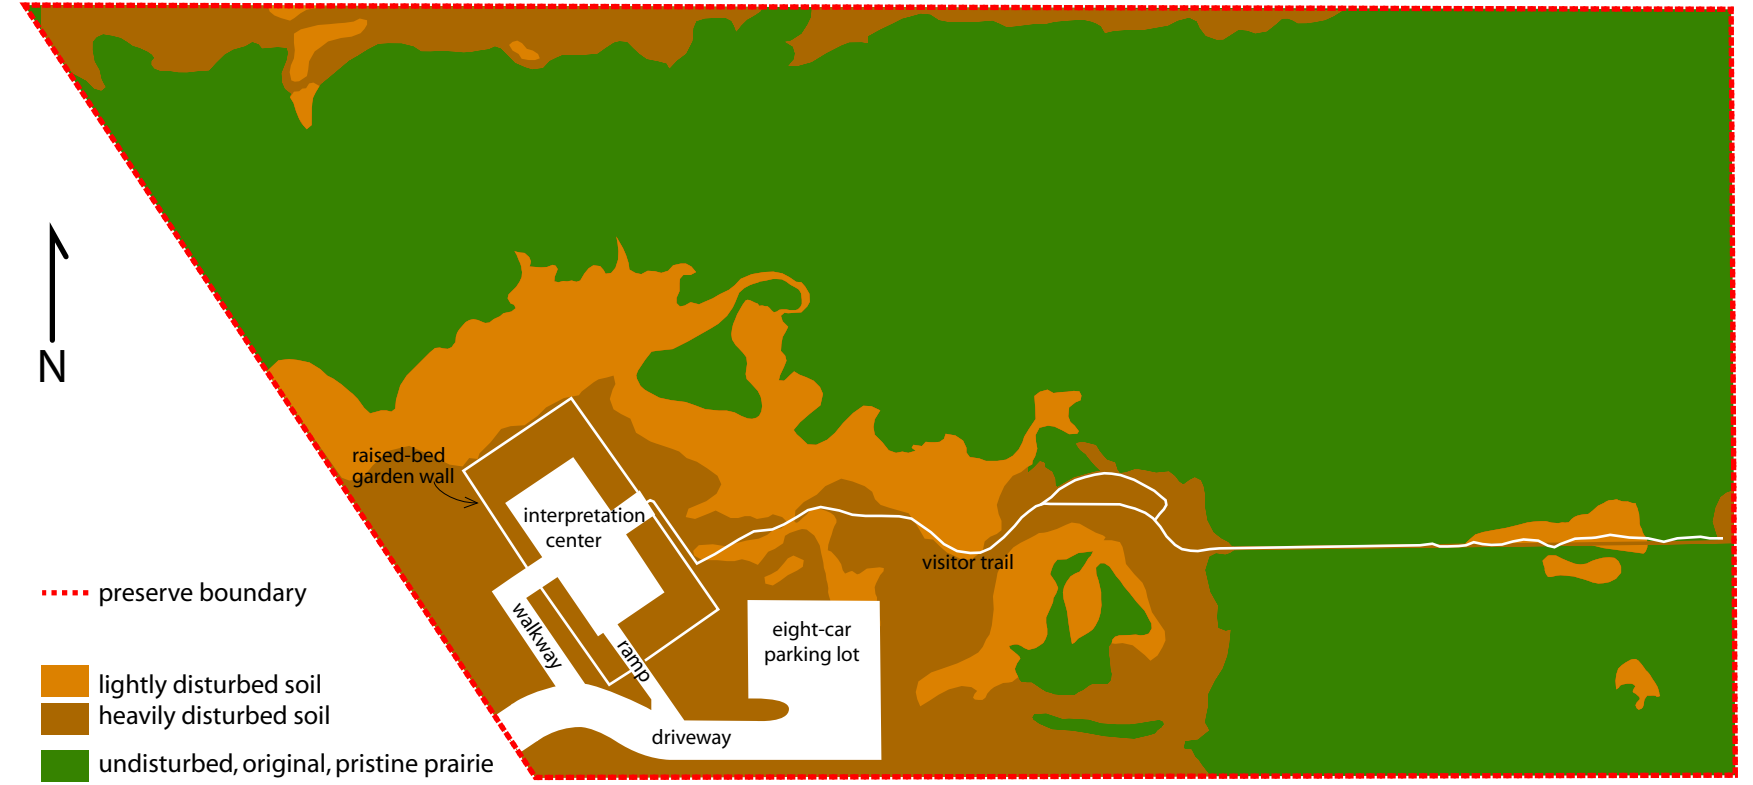 N
raised-bed
garden wall
interpretation
center
visitor trail
walkway
ramp
eight-car
parking lot
driveway
preserve boundary
lightly disturbed soil
heavily disturbed soil
undisturbed, original, pristine prairie